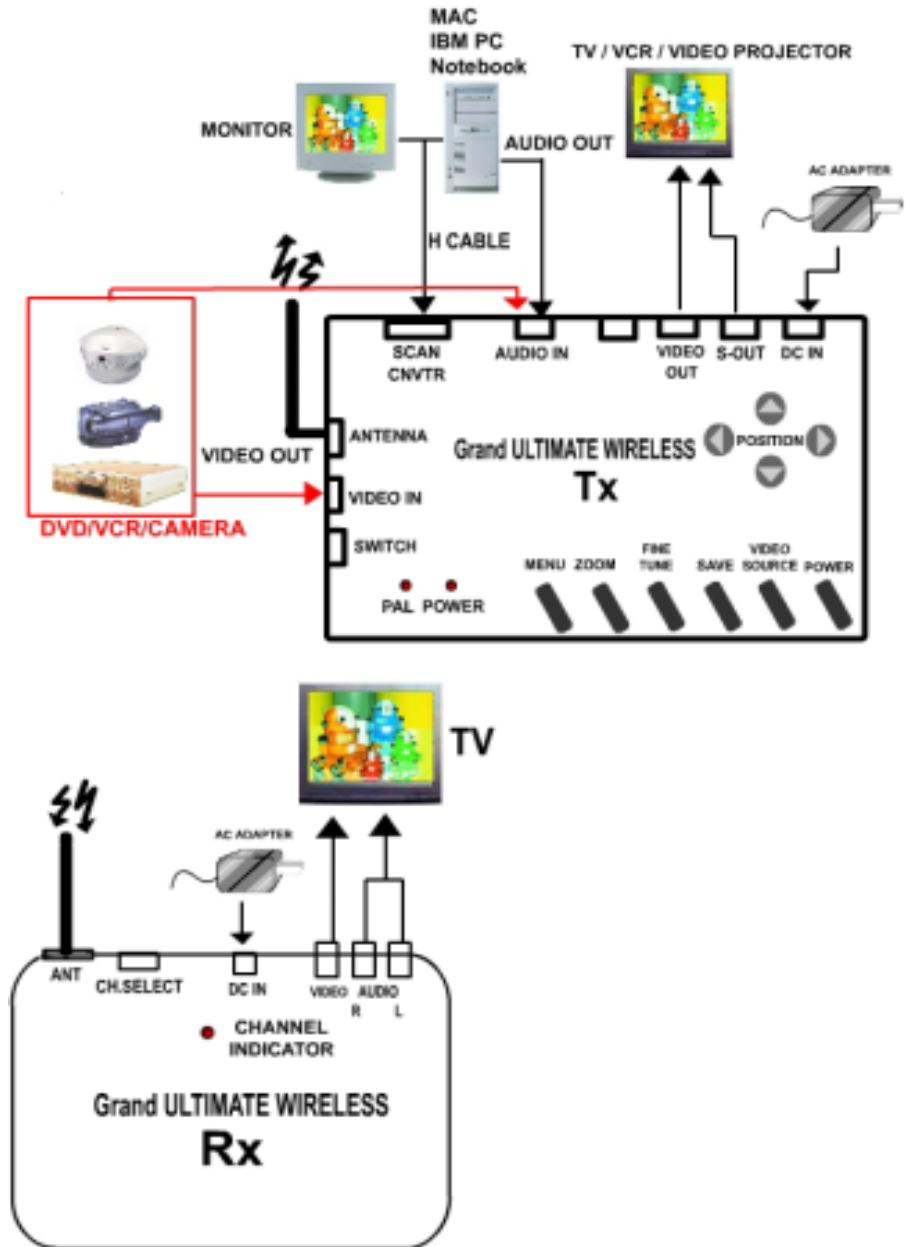 MAC
IBM PC
Notebook
TV / VCR / VIDEO PROJECTOR
MONITOR
AUDIO OUT
AC ADAPTER
H CABLE
SCAN
CNVTR
AUDIO IN
VIDEO
OUT
S-OUT
DC IN
ANTENNA
VIDEO OUT
Grand ULTIMATE WIRELESS
Tx
POSITION
VIDEO IN
DVD/VCR/CAMERA
SWITCH
MENU
ZOOM
FINE
TUNE
SAVE
VIDEO
SOURCE
POWER
PAL
POWER
TV
AC ADAPTER
ANT
CH.SELECT
DC IN
VIDEO
AUDIO
R
L
CHANNEL
INDICATOR
Grand ULTIMATE WIRELESS
Rx